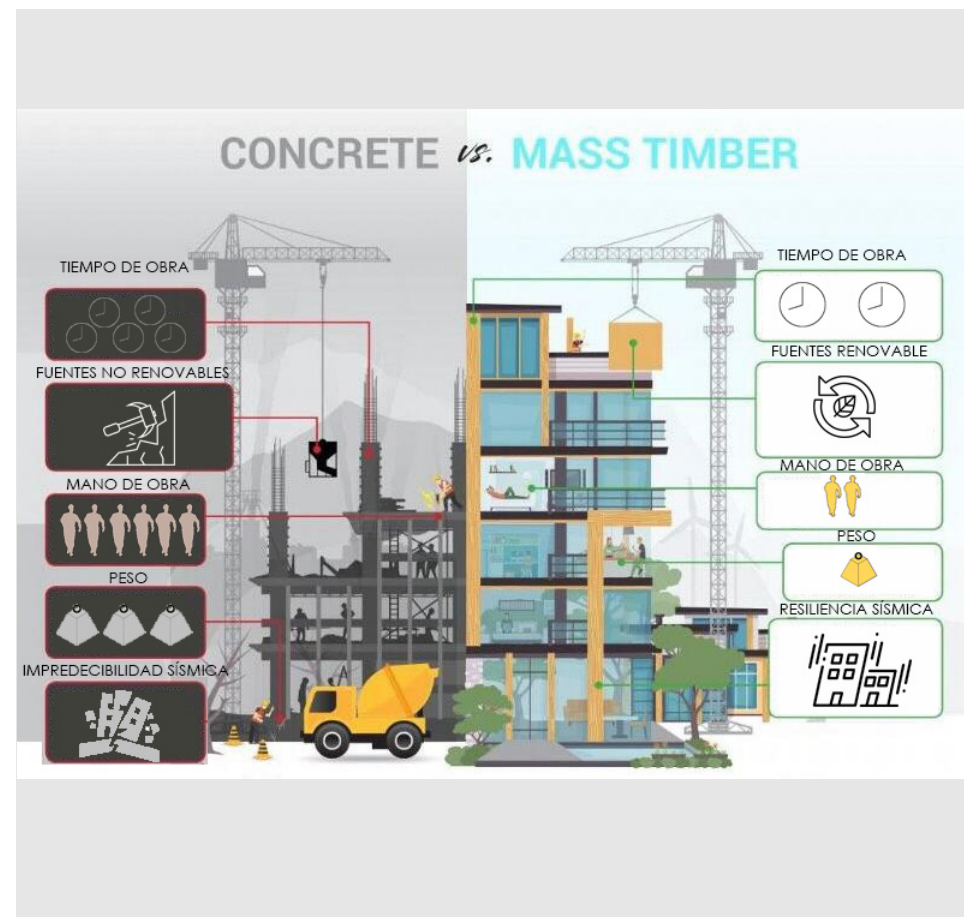 CONCRETE vs. MASS TIMBER
TIEMPO DE OBRA
FUENTES NO RENOVABLES
MANO DE OBRA
PESO
IMPREDECIBILIDAD SÍSMICA
TIEMPO DE OBRA
FUENTES RENOVABLE
MANO DE OBRA
PESO
RESILIENCIA SÍSMICA